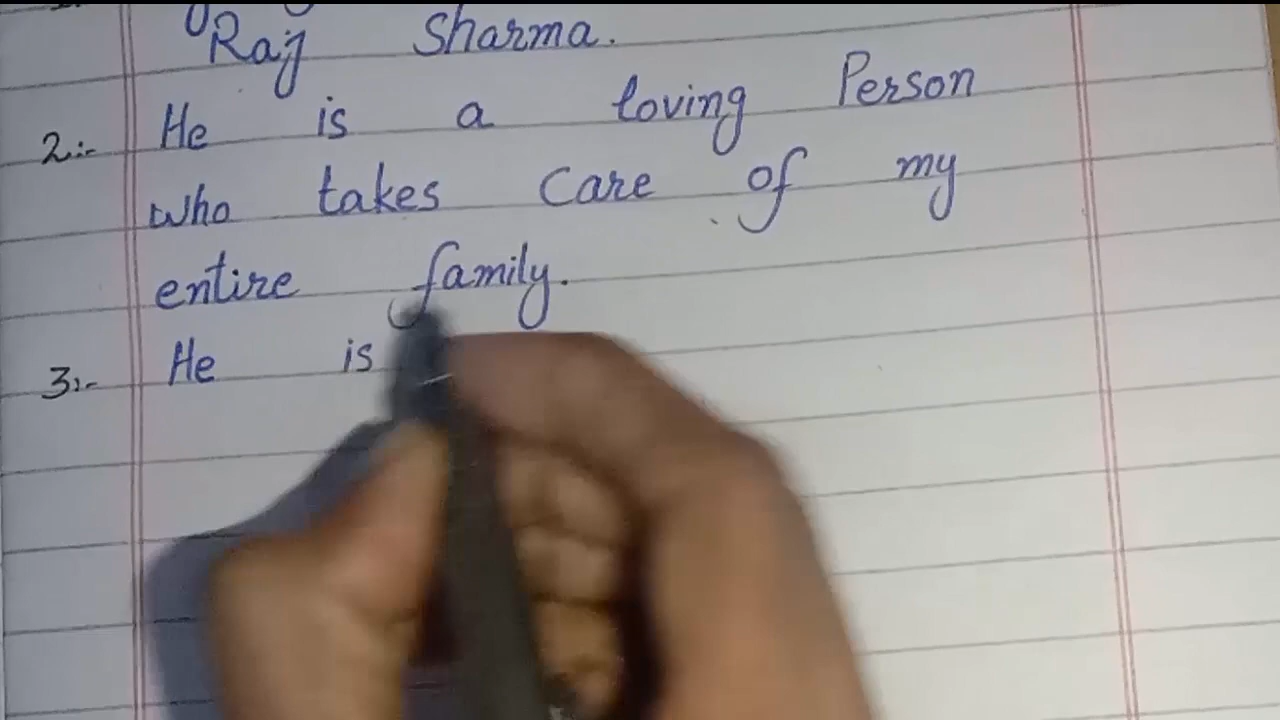 Raj Sharma.
2:- He is a loving Person
who takes Care of my
entire family.
3:- He is